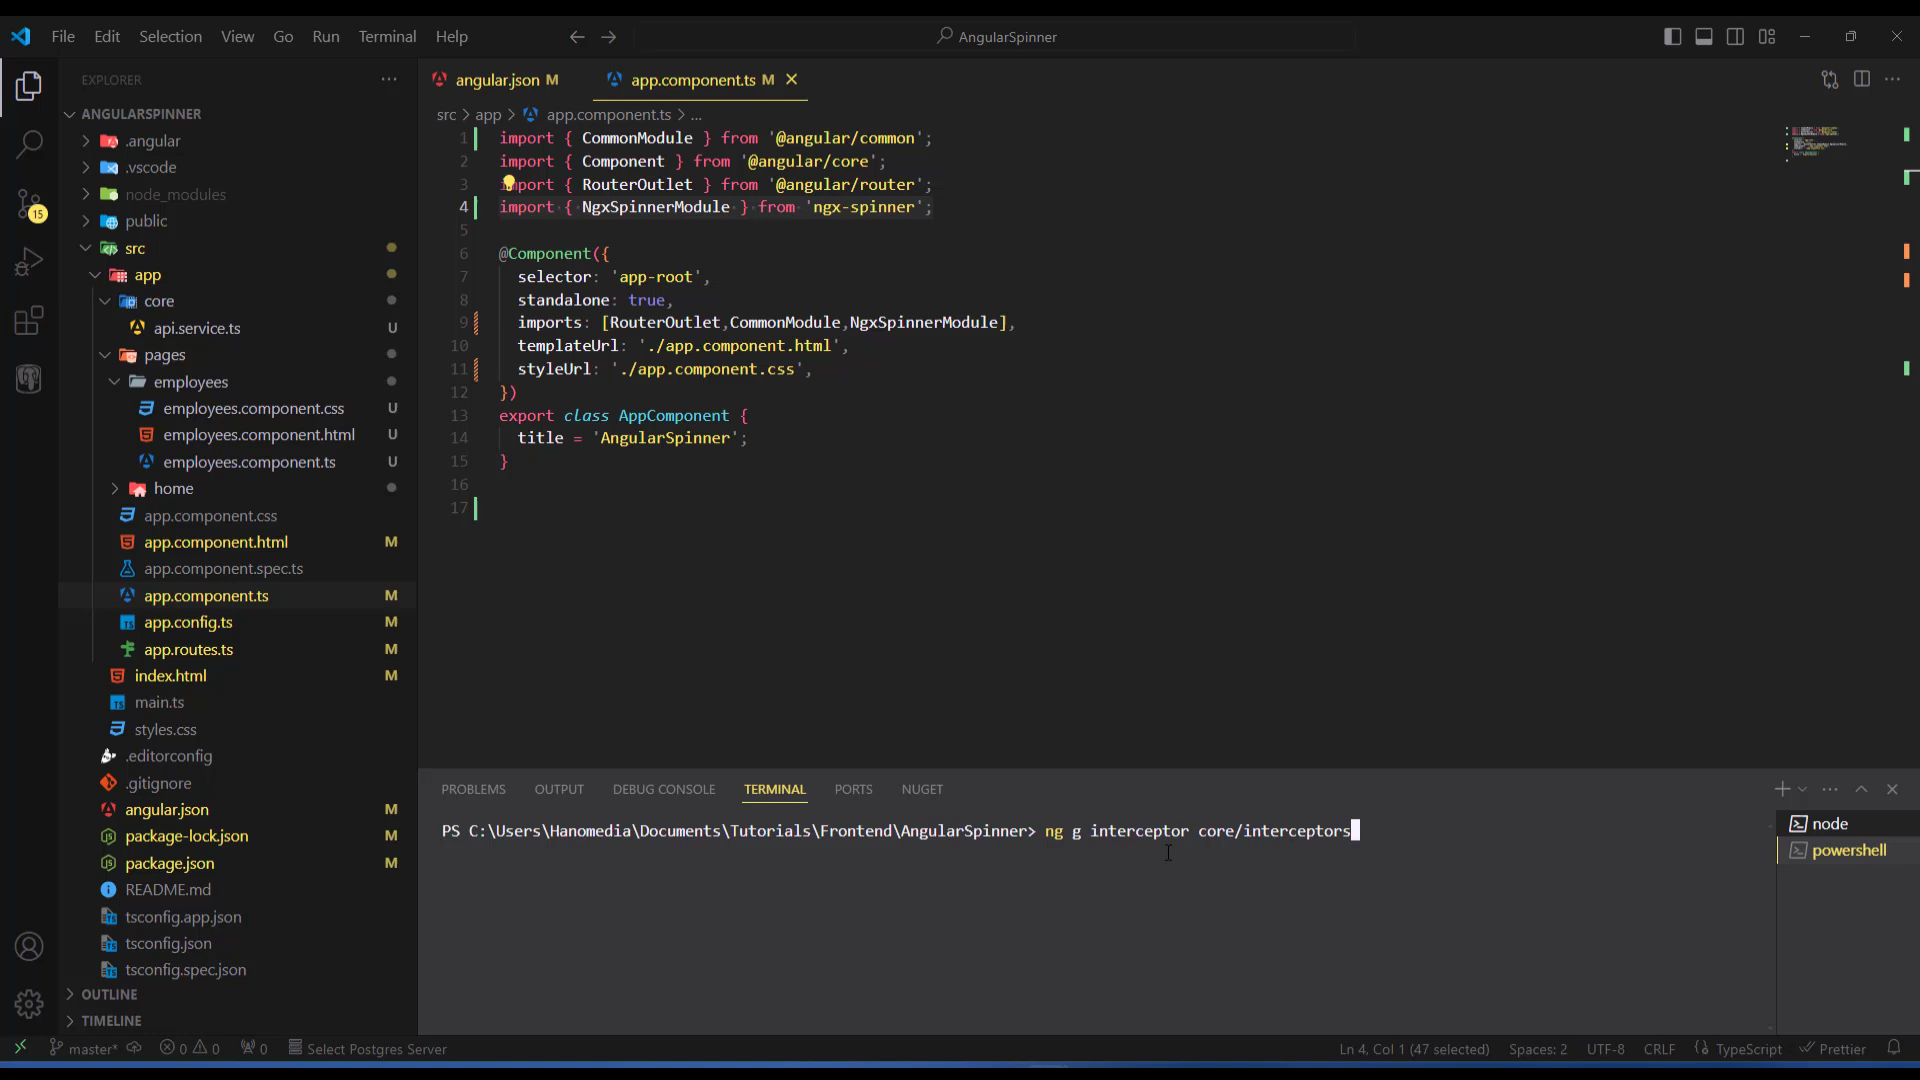 File Edit Selection View Go Run Terminal Help
AngularSpinner
EXPLORER
ANGULARSPINNER
.angular
.vscode
node_modules
public
src
app
core
api.service.ts U
pages
employees
employees.component.css U
employees.component.html U
employees.component.ts U
home
app.component.css
app.component.html M
app.component.spec.ts
app.component.ts M
app.config.ts M
app.routes.ts M
index.html M
main.ts
styles.css
.editorconfig
.gitignore
angular.json M
package-lock.json M
package.json M
README.md
tsconfig.app.json
tsconfig.json
tsconfig.spec.json
OUTLINE
TIMELINE
15
angular.json M
app.component.ts M
src > app > app.component.ts > ...
1 import { CommonModule } from '@angular/common';
2 import { Component } from '@angular/core';
3 import { RouterOutlet } from '@angular/router';
4 import { NgxSpinnerModule } from 'ngx-spinner';
5
6 @Component({
7 selector: 'app-root',
8 standalone: true,
9 imports: [RouterOutlet,CommonModule,NgxSpinnerModule],
10 templateUrl: './app.component.html',
11 styleUrl: './app.component.css',
12 })
13 export class AppComponent {
14 title = 'AngularSpinner';
15 }
16
17
PROBLEMS OUTPUT DEBUG CONSOLE TERMINAL PORTS NUGET
PS C:\Users\Hanomedia\Documents\Tutorials\Frontend\AngularSpinner> ng g interceptor core/interceptors
node
powershell
master* 0 0 0 Select Postgres Server Ln 4, Col 1 (47 selected) Spaces: 2 UTF-8 CRLF TypeScript Prettier